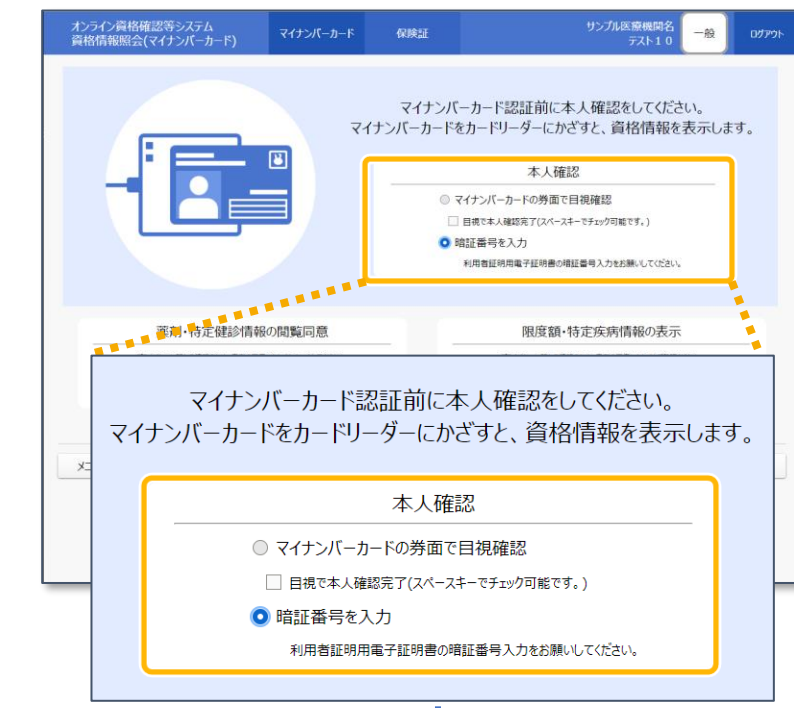 オンライン資格確認等システム
資格情報照会(マイナンバーカード)
マイナンバーカード
保険証
サンプル医療機関名
テスト10
一般
ログアウト
マイナンバーカード認証前に本人確認をしてください。
マイナンバーカードをカードリーダーにかざすと、資格情報を表示します。
本人確認
マイナンバーカードの券面で目視確認
目視で本人確認完了(スペースキーでチェック可能です。)
暗証番号を入力
利用者証明用電子証明書の暗証番号入力をお願いしてください。
薬剤・特定健診情報の閲覧同意
限度額・特定疾病情報の表示
マイナンバーカード認証前に本人確認をしてください。
マイナンバーカードをカードリーダーにかざすと、資格情報を表示します。
本人確認
マイナンバーカードの券面で目視確認
目視で本人確認完了(スペースキーでチェック可能です。)
暗証番号を入力
利用者証明用電子証明書の暗証番号入力をお願いしてください。